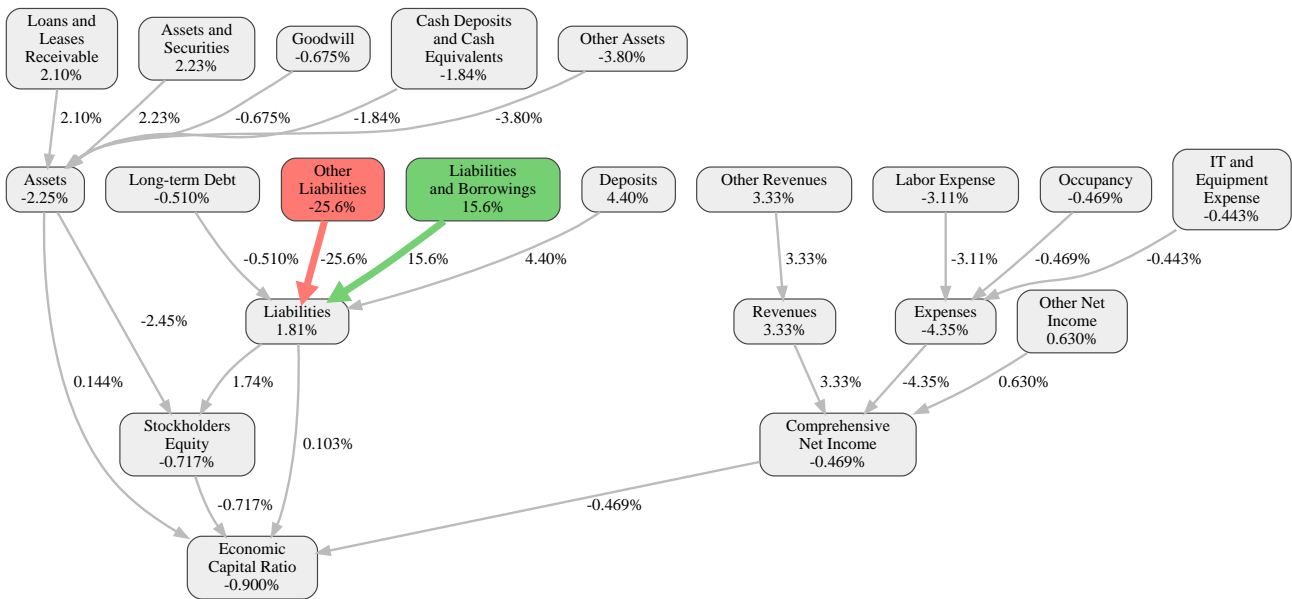 Loans and
Leases
Receivable
2.10%
Assets and
Securities
2.23%
Goodwill
-0.675%
Cash Deposits
and Cash
Equivalents
-1.84%
Other Assets
-3.80%
2.10%
2.23%
-0.675%
-1.84%
-3.80%
Assets
-2.25%
Long-term Debt
-0.510%
Other
Liabilities
-25.6%
Liabilities
and Borrowings
15.6%
Deposits
4.40%
Other Revenues
3.33%
Labor Expense
-3.11%
Occupancy
-0.469%
IT and
Equipment
Expense
-0.443%
-0.510%
-25.6%
15.6%
4.40%
3.33%
-3.11%
-0.469%
-0.443%
-2.45%
Liabilities
1.81%
Revenues
3.33%
Expenses
-4.35%
Other Net
Income
0.630%
0.144%
1.74%
3.33%
-4.35%
0.630%
Stockholders
Equity
-0.717%
0.103%
Comprehensive
Net Income
-0.469%
-0.717%
-0.469%
Economic
Capital Ratio
-0.900%